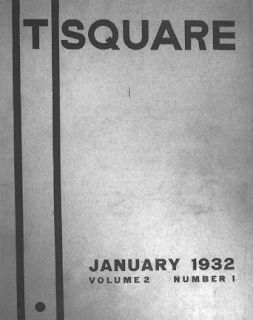 T SQUARE
JANUARY 1932
VOLUME 2 NUMBER 1